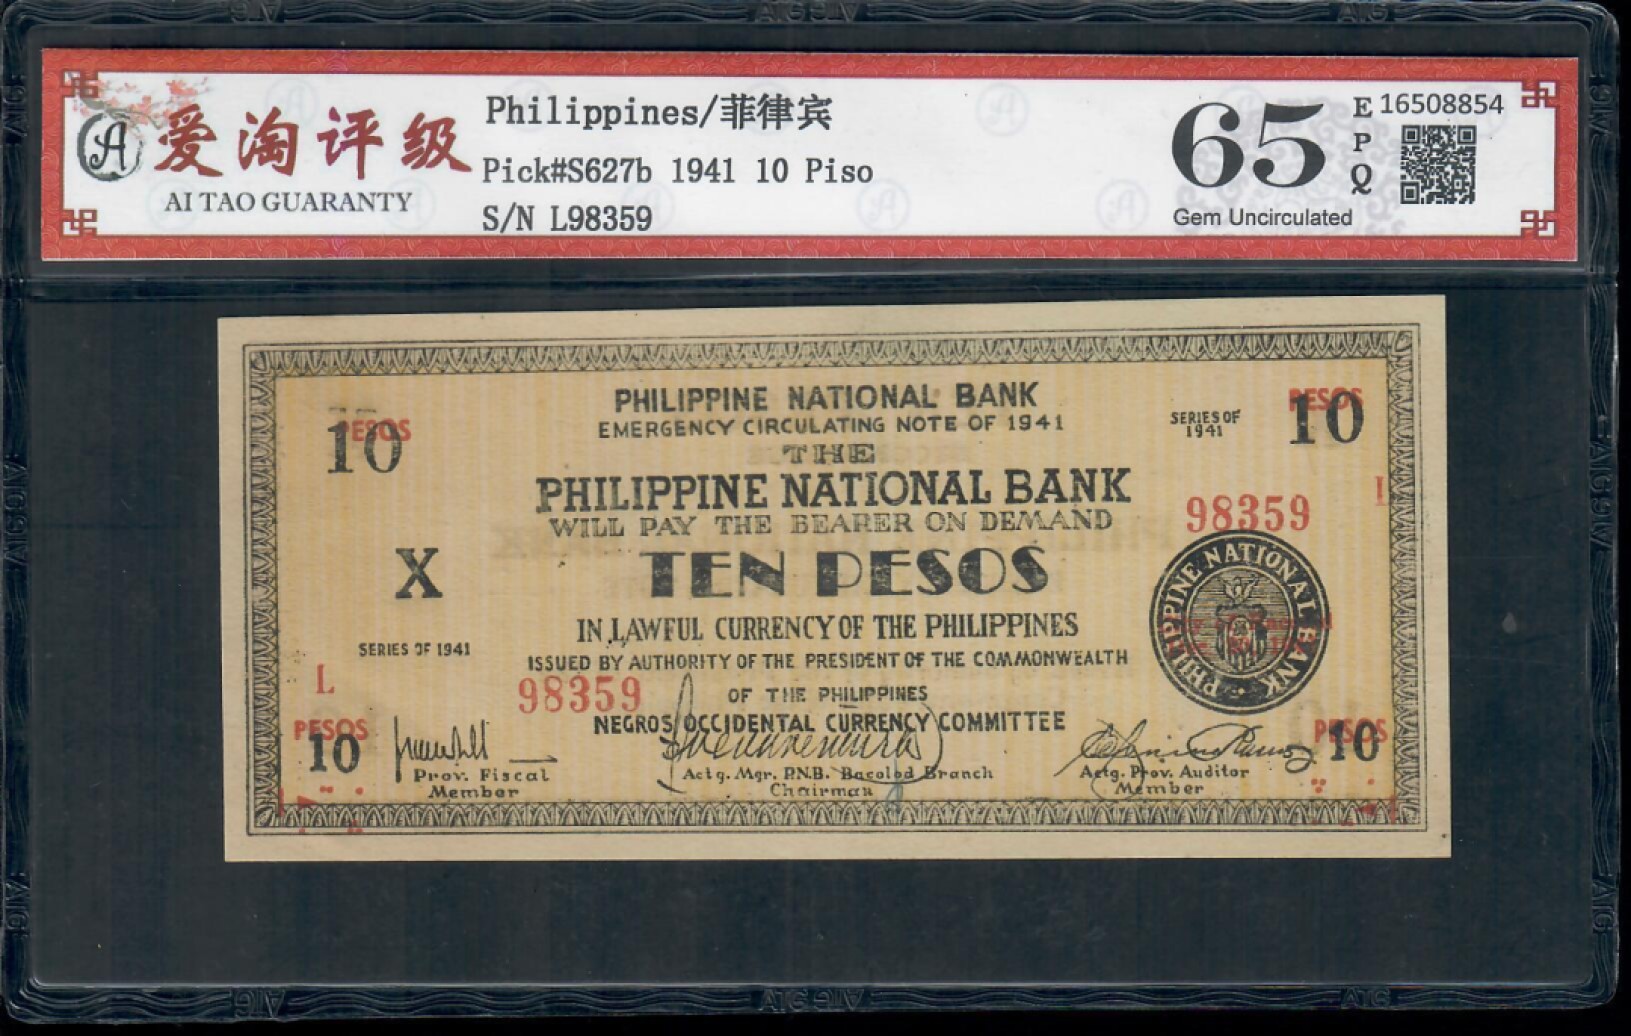 爱淘评级
AI TAO GUARANTY
Philippines/菲律宾
Pick#S627b 1941 10 Piso
S/N L98359
65
EPQ
Gem Uncirculated
16508854
PHILIPPINE NATIONAL BANK
EMERGENCY CIRCULATING NOTE OF 1941
THE
PHILIPPINE NATIONAL BANK
WILL PAY THE BEARER ON DEMAND
TEN PESOS
IN LAWFUL CURRENCY OF THE PHILIPPINES
ISSUED BY AUTHORITY OF THE PRESIDENT OF THE COMMONWEALTH
OF THE PHILIPPINES
NEGROS OCCIDENTAL CURRENCY COMMITTEE
10
PESOS
X
SERIES OF 1941
L
98359
PESOS
10
Prov. Fiscal
Member
Actg. Mgr. P.N.B. Bacolod Branch
Chairman
Actg. Prov. Auditor
Member
SERIES OF
1941
PESOS
10
L
98359
PHILIPPINE NATIONAL BANK
PESOS
10